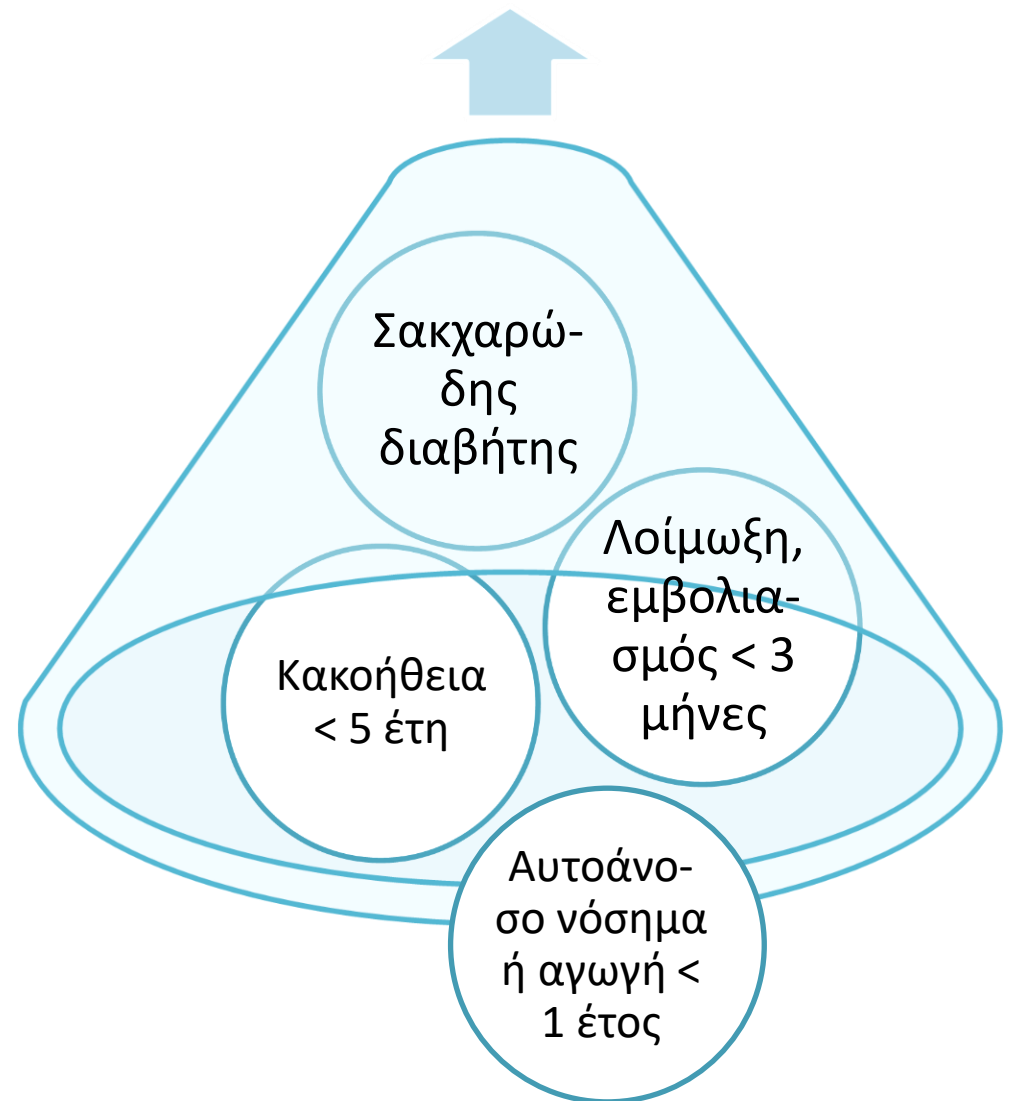 Σακχαρώ-
δης
διαβήτης
Λοίμωξη,
εμβολια-
σμός < 3
μήνες
Κακοήθεια
< 5 έτη
Αυτοάνο-
σο νόσημα
ή αγωγή <
1 έτος